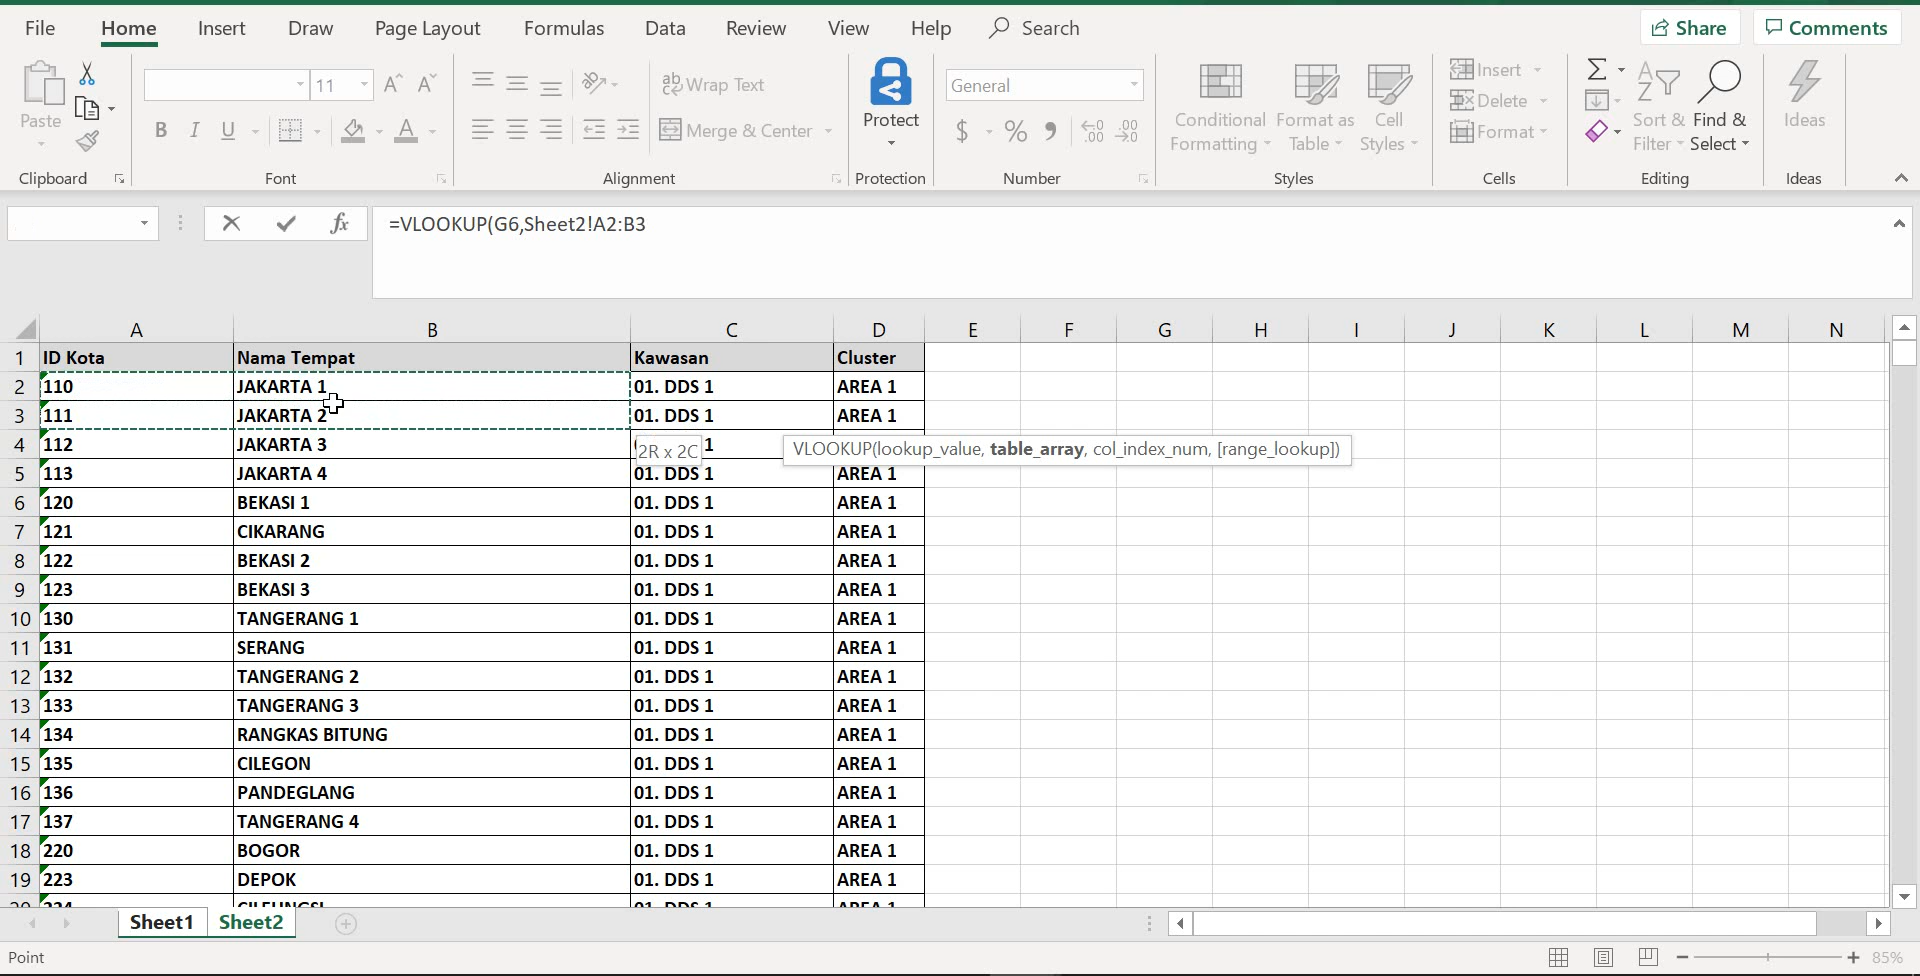 File Home Insert Draw Page Layout Formulas Data Review View Help Search Share Comments
Paste
11 A A
ab Wrap Text
Protect
General
Conditional Formatting
Format as Table
Cell Styles
Insert
Delete
Format
Sort & Filter
Find & Select
Ideas
B I U A
Merge & Center
$ % 9
.00
Clipboard Font Alignment Protection Number Styles Cells Editing Ideas
fx =VLOOKUP(G6,Sheet2!A2:B3
A B C D E F G H I J K L M N
1 ID Kota Nama Tempat Kawasan Cluster
2 110 JAKARTA 1 01. DDS 1 AREA 1
3 111 JAKARTA 2 01. DDS 1 AREA 1
4 112 JAKARTA 3 1
2R x 2C
VLOOKUP(lookup_value, table_array, col_index_num, [range_lookup])
5 113 JAKARTA 4 01. DDS 1 AREA 1
6 120 BEKASI 1 01. DDS 1 AREA 1
7 121 CIKARANG 01. DDS 1 AREA 1
8 122 BEKASI 2 01. DDS 1 AREA 1
9 123 BEKASI 3 01. DDS 1 AREA 1
10 130 TANGERANG 1 01. DDS 1 AREA 1
11 131 SERANG 01. DDS 1 AREA 1
12 132 TANGERANG 2 01. DDS 1 AREA 1
13 133 TANGERANG 3 01. DDS 1 AREA 1
14 134 RANGKAS BITUNG 01. DDS 1 AREA 1
15 135 CILEGON 01. DDS 1 AREA 1
16 136 PANDEGLANG 01. DDS 1 AREA 1
17 137 TANGERANG 4 01. DDS 1 AREA 1
18 220 BOGOR 01. DDS 1 AREA 1
19 223 DEPOK 01. DDS 1 AREA 1
Sheet1 Sheet2
Point 85%